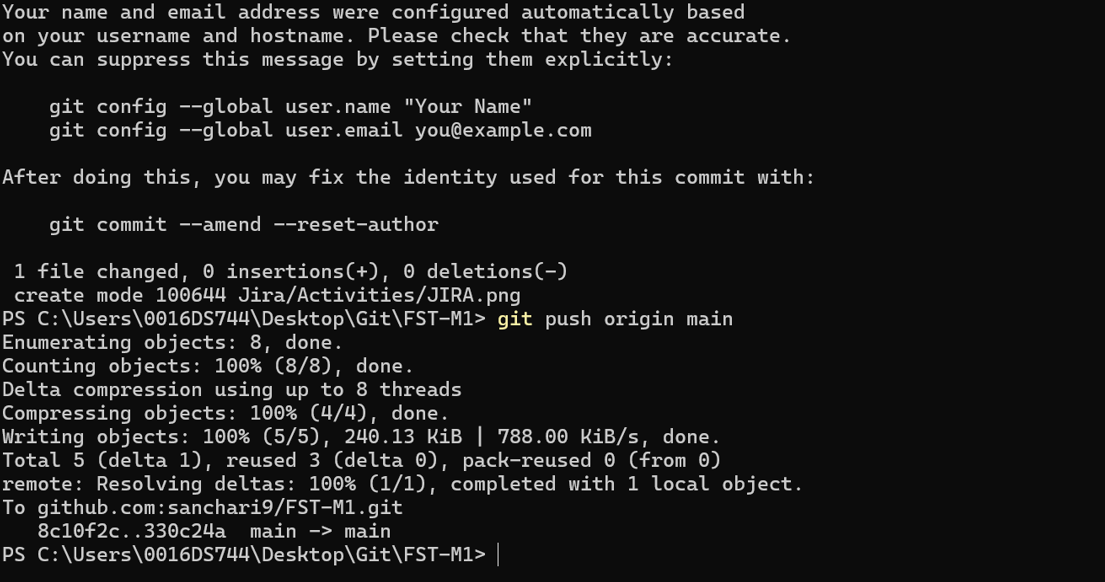 Your name and email address were configured automatically based
on your username and hostname. Please check that they are accurate.
You can suppress this message by setting them explicitly:
    git config --global user.name "Your Name"
    git config --global user.email you@example.com
After doing this, you may fix the identity used for this commit with:
    git commit --amend --reset-author
 1 file changed, 0 insertions(+), 0 deletions(-)
 create mode 100644 Jira/Activities/JIRA.png
PS C:\Users\0016DS744\Desktop\Git\FST-M1> git push origin main
Enumerating objects: 8, done.
Counting objects: 100% (8/8), done.
Delta compression using up to 8 threads
Compressing objects: 100% (4/4), done.
Writing objects: 100% (5/5), 240.13 KiB | 788.00 KiB/s, done.
Total 5 (delta 1), reused 3 (delta 0), pack-reused 0 (from 0)
remote: Resolving deltas: 100% (1/1), completed with 1 local object.
To github.com:sanchari9/FST-M1.git
   8c10f2c..330c24a  main -> main
PS C:\Users\0016DS744\Desktop\Git\FST-M1>